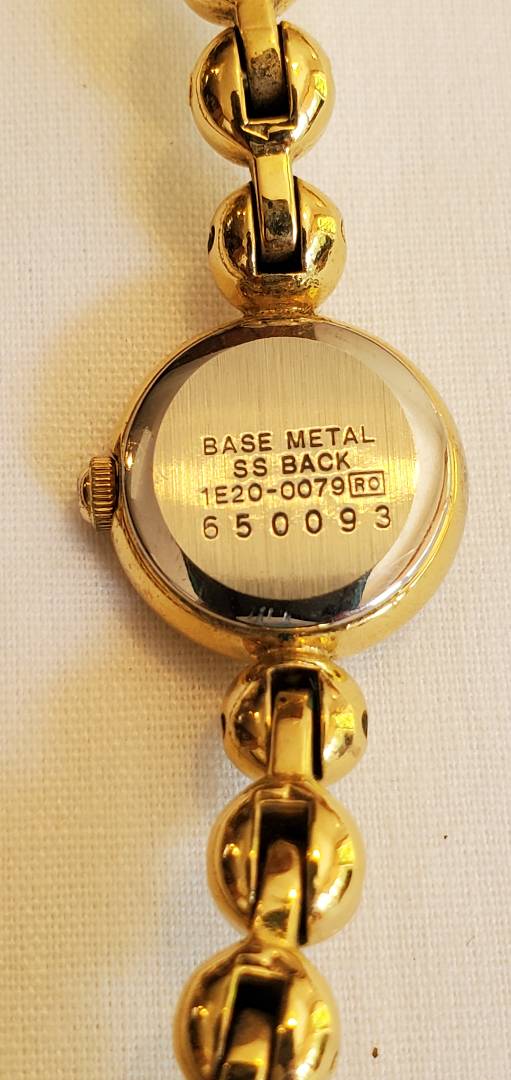 BASE METAL
SS BACK
1E20-0079 RO
650093